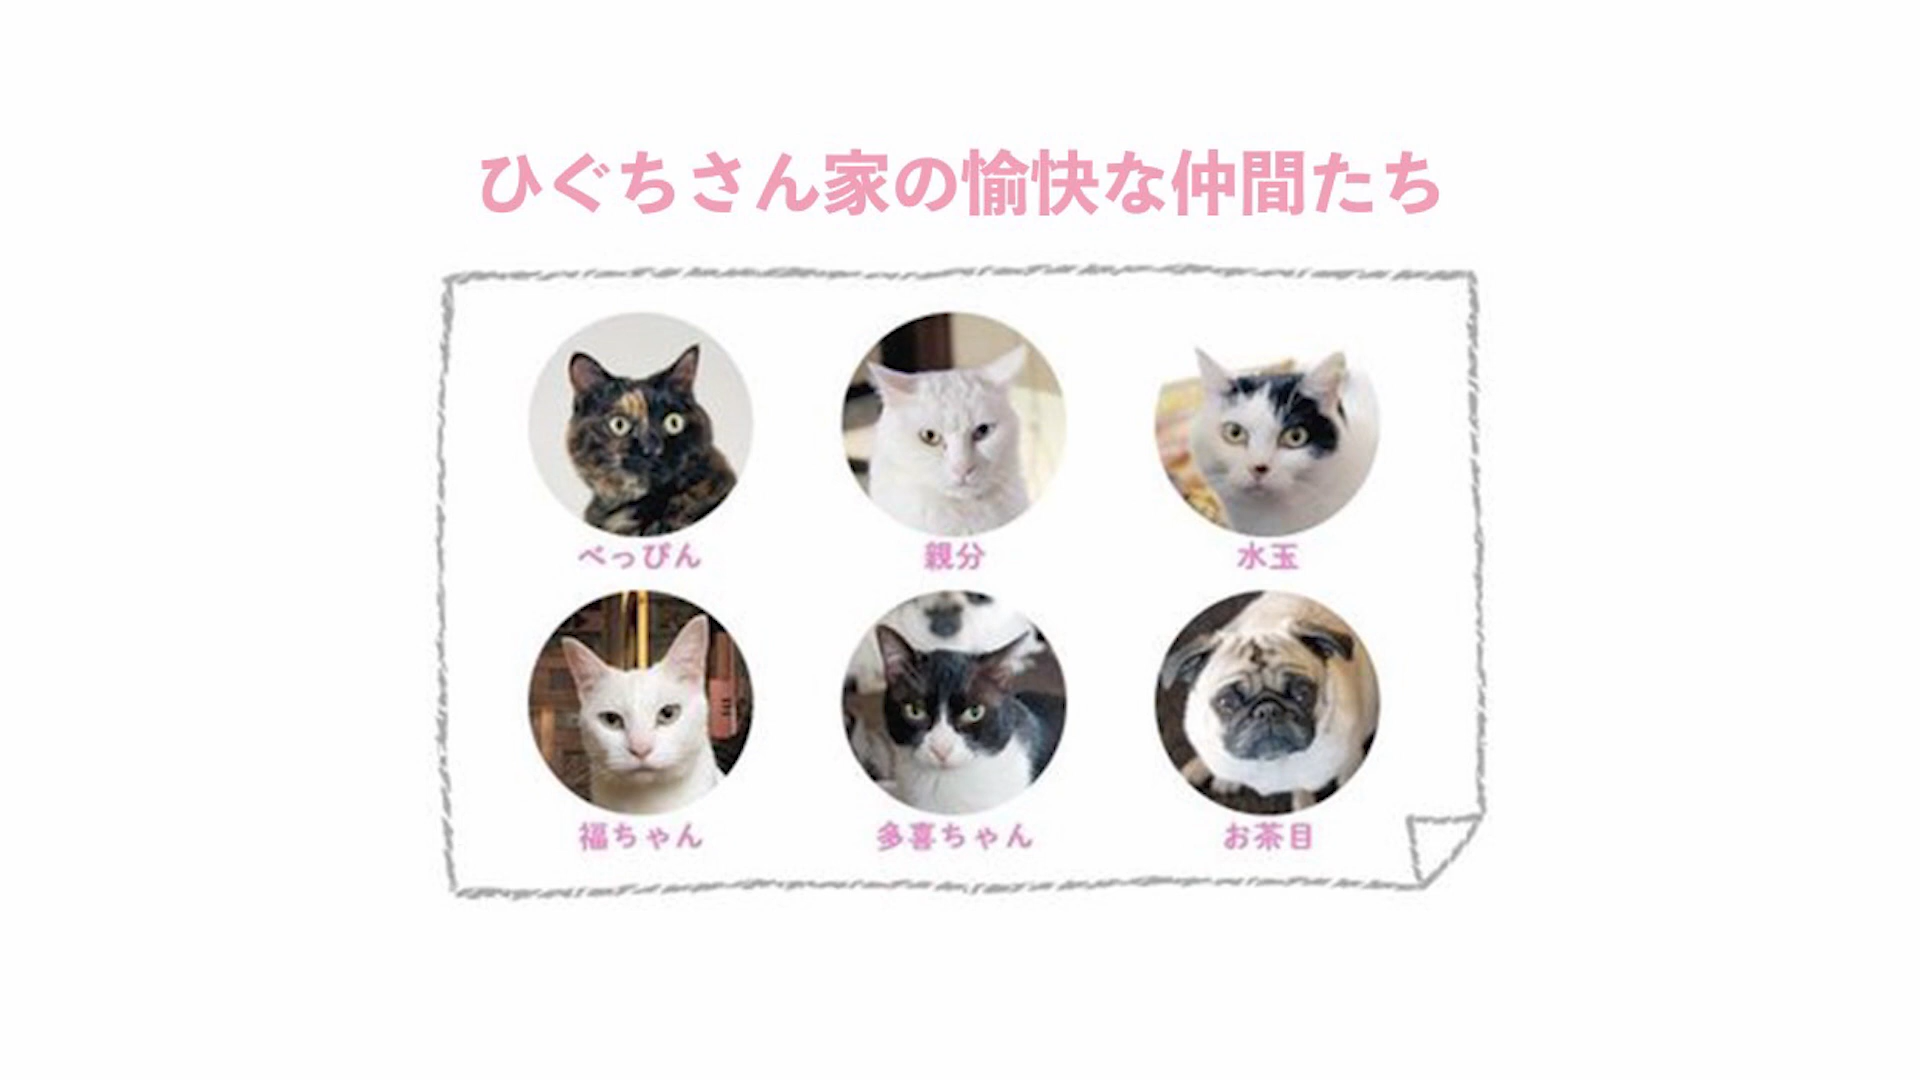 ひぐちさん家の愉快な仲間たち
べっぴん
親分
水玉
福ちゃん
多喜ちゃん
お茶目